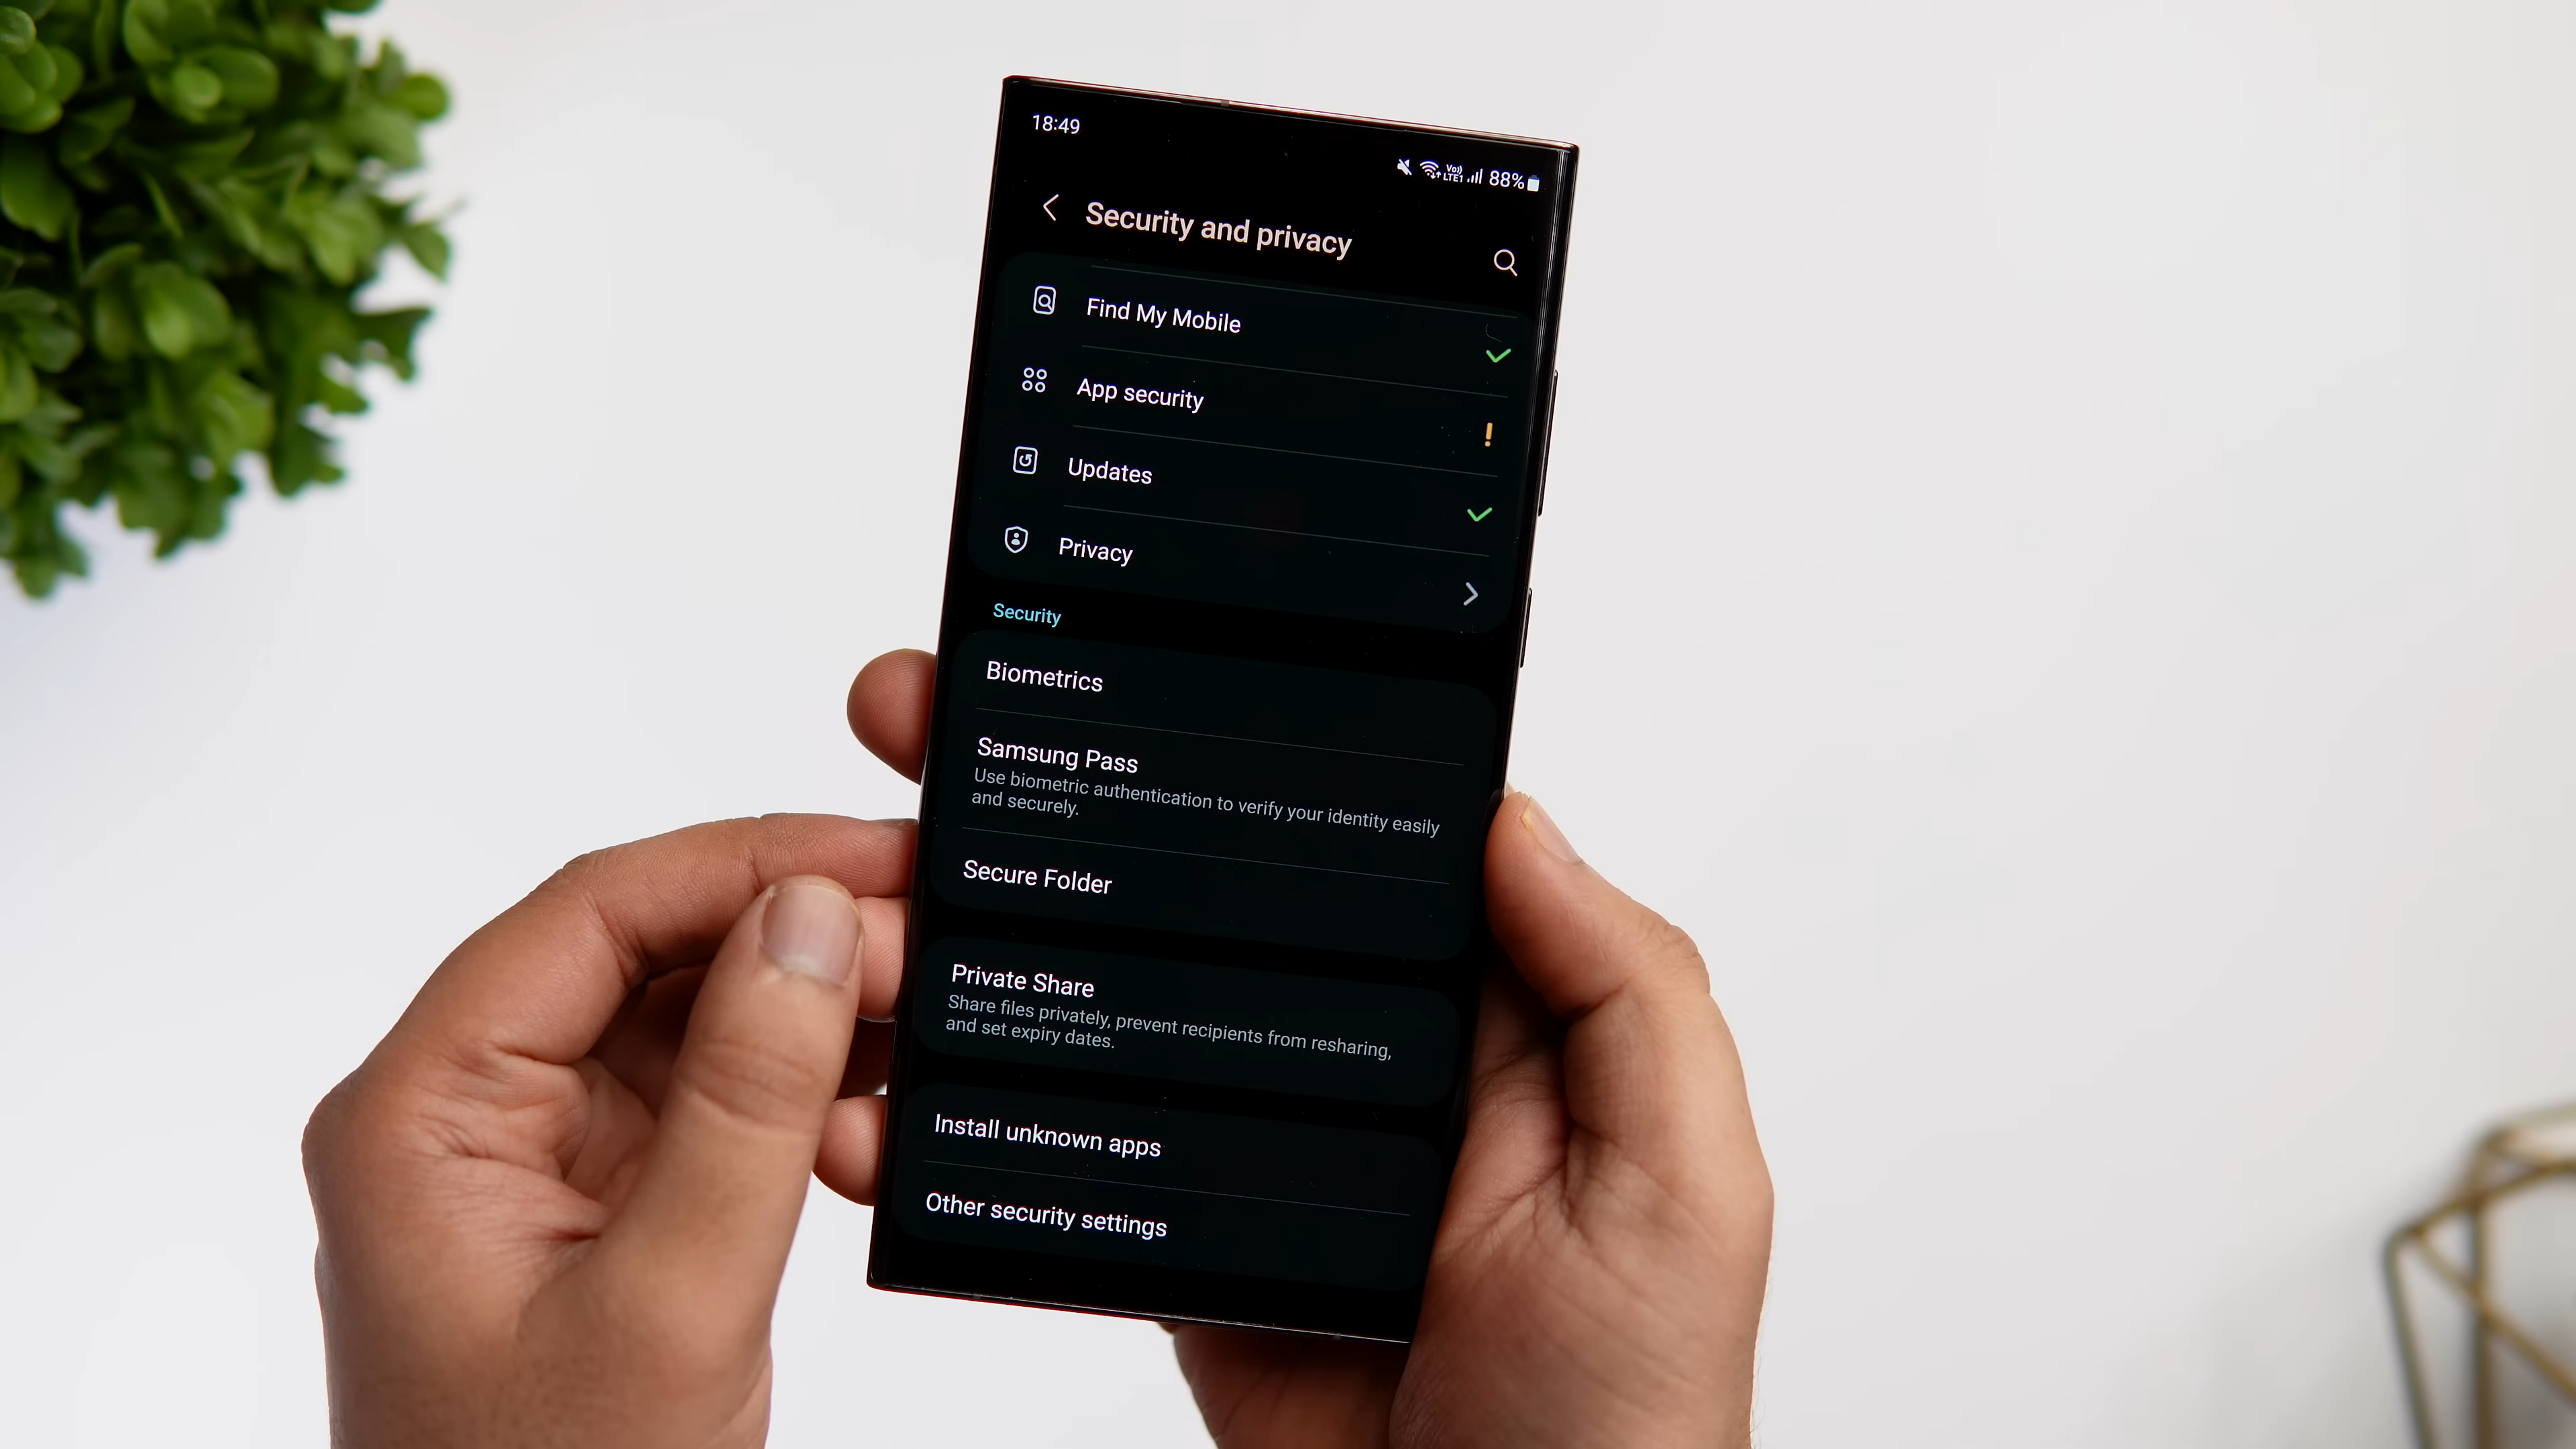 18:49
Vo)) LTE1 88%
Security and privacy
Find My Mobile
App security
Updates
Privacy
Security
Biometrics
Samsung Pass
Use biometric authentication to verify your identity easily
and securely.
Secure Folder
Private Share
Share files privately, prevent recipients from resharing,
and set expiry dates.
Install unknown apps
Other security settings